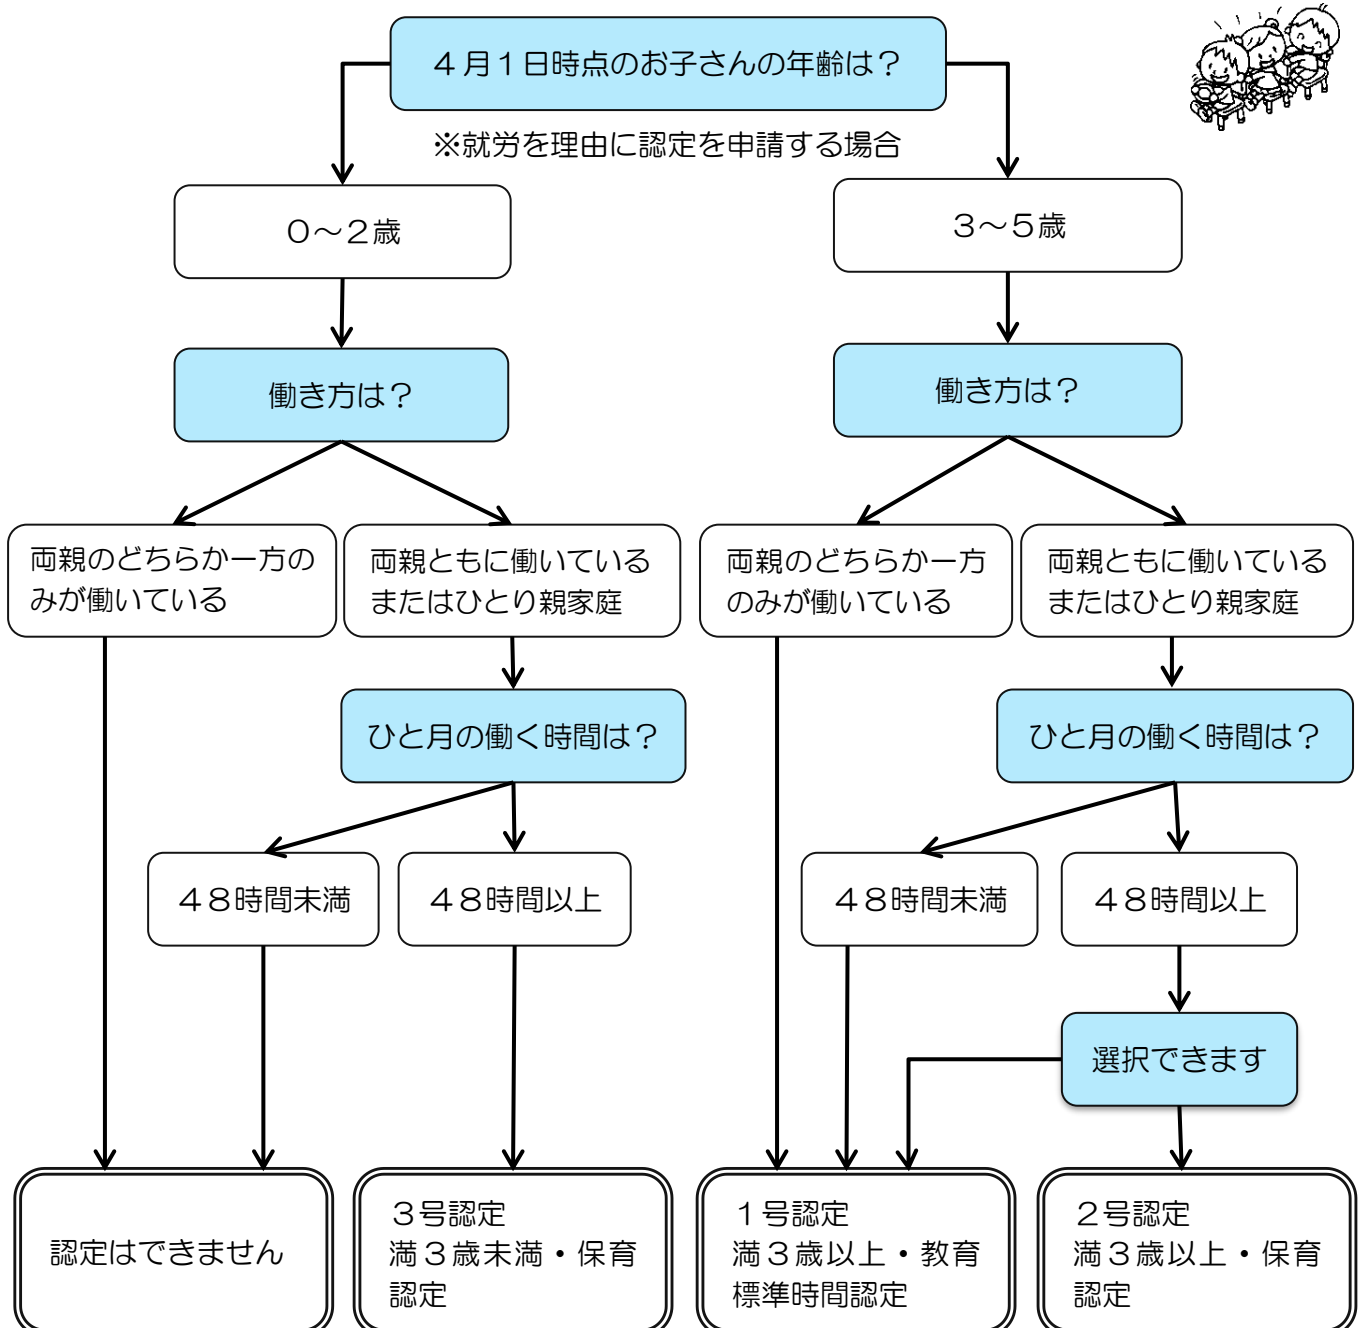 ４月１日時点のお子さんの年齢は？
※就労を理由に認定を申請する場合
０～２歳
３～５歳
働き方は？
働き方は？
両親のどちらか一方の
みが働いている
両親ともに働いている
またはひとり親家庭
両親のどちらか一方
のみが働いている
両親ともに働いている
またはひとり親家庭
ひと月の働く時間は？
ひと月の働く時間は？
４８時間未満
４８時間以上
４８時間未満
４８時間以上
選択できます
認定はできません
３号認定
満３歳未満・保育
認定
１号認定
満３歳以上・教育
標準時間認定
２号認定
満３歳以上・保育
認定